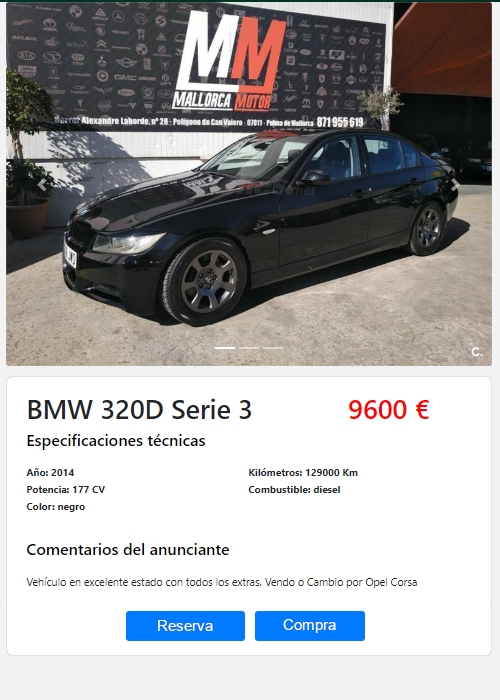 MM
MALLORCA MOTOR
Carrer Alexandre Laborde, nº 28 · Polígono de Can Valero · 07011 · Palma de Mallorca 871 955 619
GMC
C.
BMW 320D Serie 3
9600 €
Especificaciones técnicas
Año: 2014
Kilómetros: 129000 Km
Potencia: 177 CV
Combustible: diesel
Color: negro
Comentarios del anunciante
Vehículo en excelente estado con todos los extras. Vendo o Cambio por Opel Corsa
Reserva
Compra